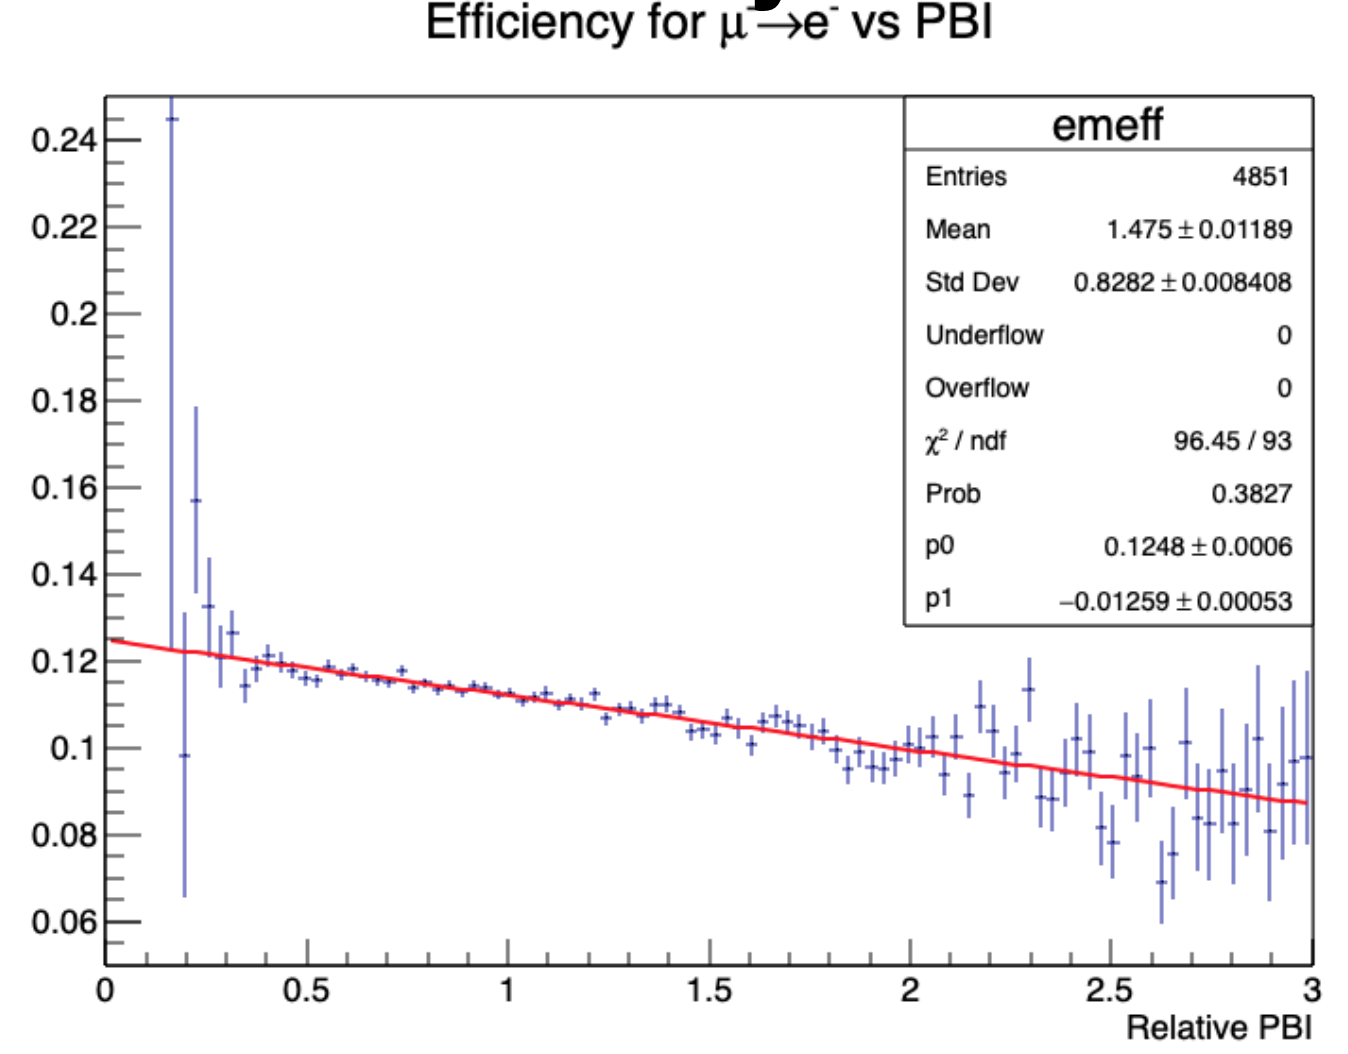 Efficiency for μ⁻→e⁻ vs PBI
emeff
Entries 4851
Mean 1.475 ± 0.01189
Std Dev 0.8282 ± 0.008408
Underflow 0
Overflow 0
χ² / ndf 96.45 / 93
Prob 0.3827
p0 0.1248 ± 0.0006
p1 −0.01259 ± 0.00053
0.24
0.22
0.2
0.18
0.16
0.14
0.12
0.1
0.08
0.06
0 0.5 1 1.5 2 2.5 3
Relative PBI